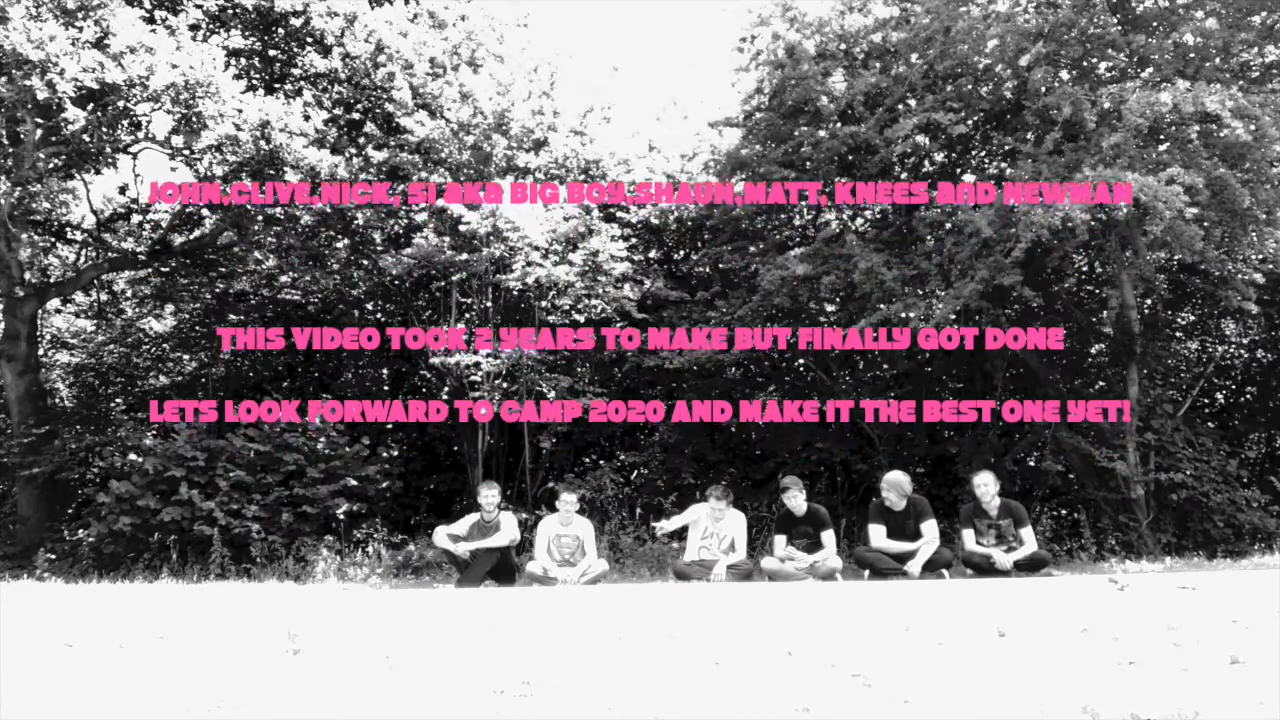 JOHN,CLIVE,NICK, SI AKA BIG BOY,SHAUN,MATT, KNEES AND NEWMAN
THIS VIDEO TOOK 2 YEARS TO MAKE BUT FINALLY GOT DONE
LETS LOOK FORWARD TO CAMP 2020 AND MAKE IT THE BEST ONE YET!